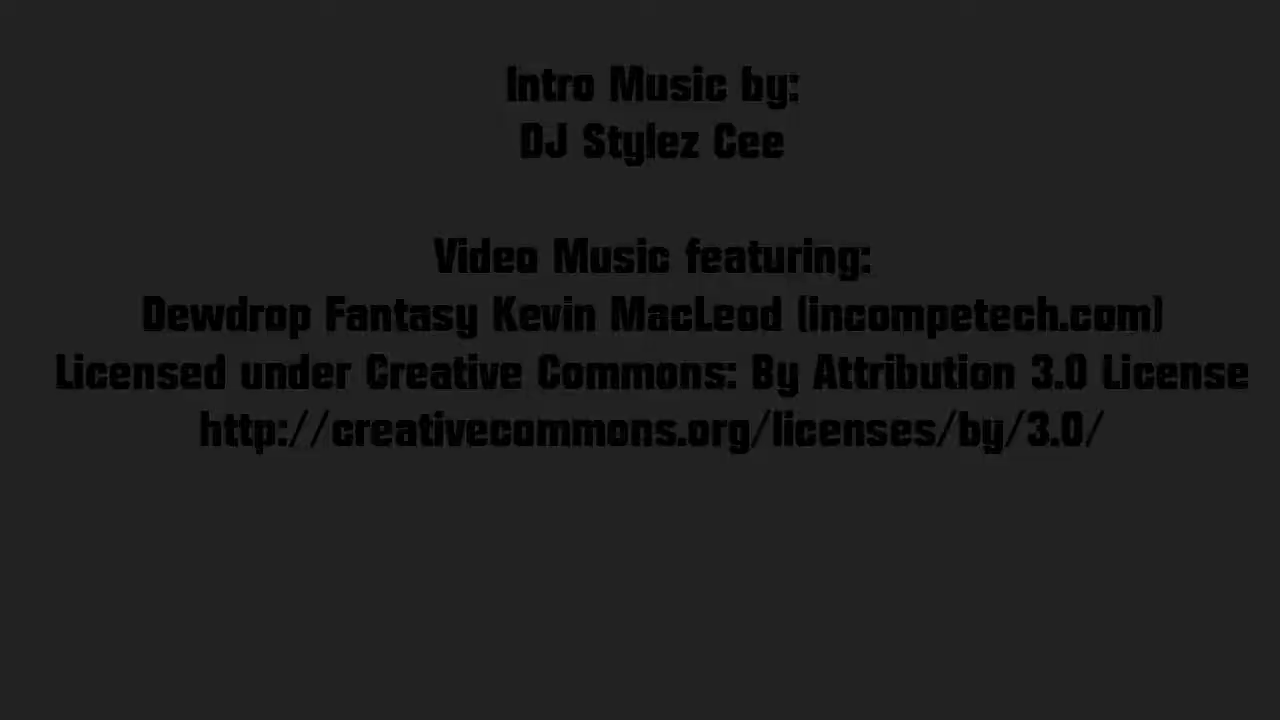 Intro Music by:
DJ Stylez Cee
Video Music featuring:
Dewdrop Fantasy Kevin MacLeod (incompetech.com)
Licensed under Creative Commons: By Attribution 3.0 License
http://creativecommons.org/licenses/by/3.0/